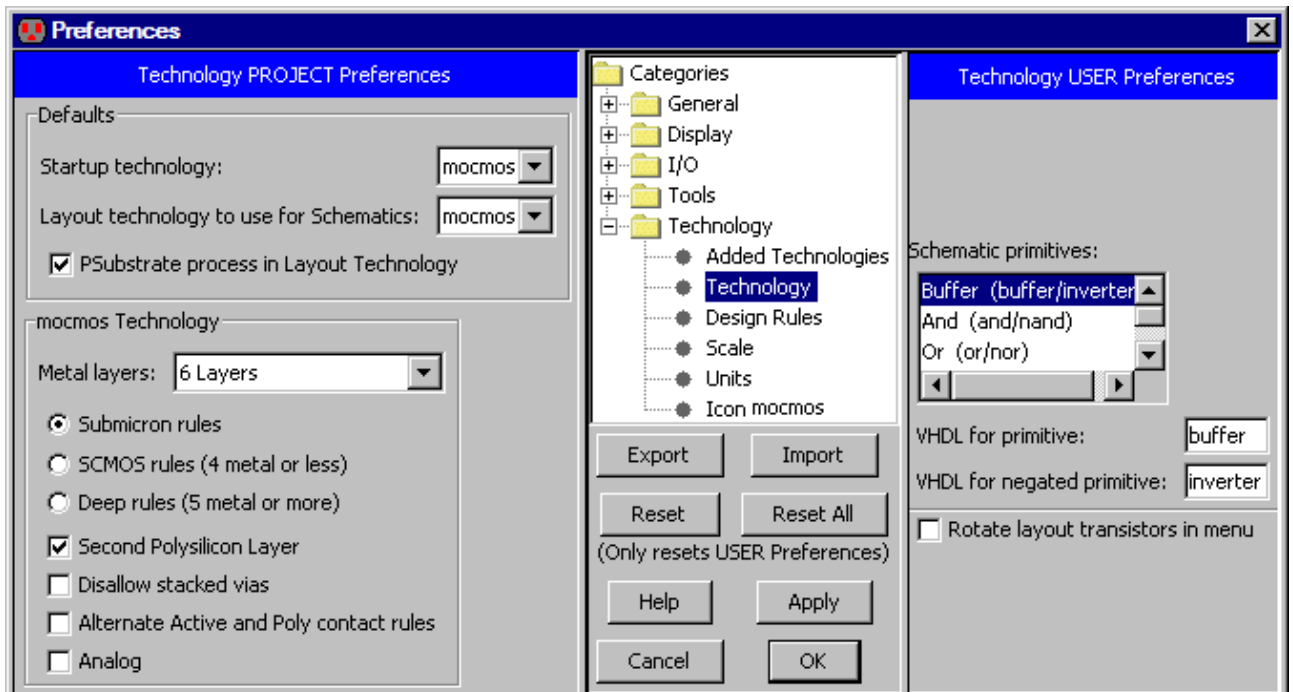 Preferences
Technology PROJECT Preferences
Defaults
Startup technology: mocmos
Layout technology to use for Schematics: mocmos
PSubstrate process in Layout Technology
mocmos Technology
Metal layers: 6 Layers
Submicron rules
SCMOS rules (4 metal or less)
Deep rules (5 metal or more)
Second Polysilicon Layer
Disallow stacked vias
Alternate Active and Poly contact rules
Analog
Categories
General
Display
I/O
Tools
Technology
Added Technologies
Technology
Design Rules
Scale
Units
Icon mocmos
Export Import
Reset Reset All
(Only resets USER Preferences)
Help Apply
Cancel OK
Technology USER Preferences
Schematic primitives:
Buffer (buffer/inverter
And (and/nand)
Or (or/nor)
VHDL for primitive: buffer
VHDL for negated primitive: inverter
Rotate layout transistors in menu